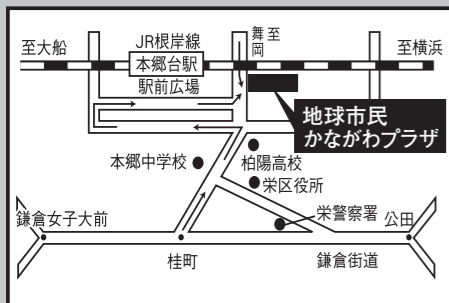 至大船
JR根岸線
本郷台駅
駅前広場
舞岡
至
至横浜
地球市民
かながわプラザ
本郷中学校
柏陽高校
栄区役所
栄警察署
鎌倉女子大前
公田
桂町
鎌倉街道